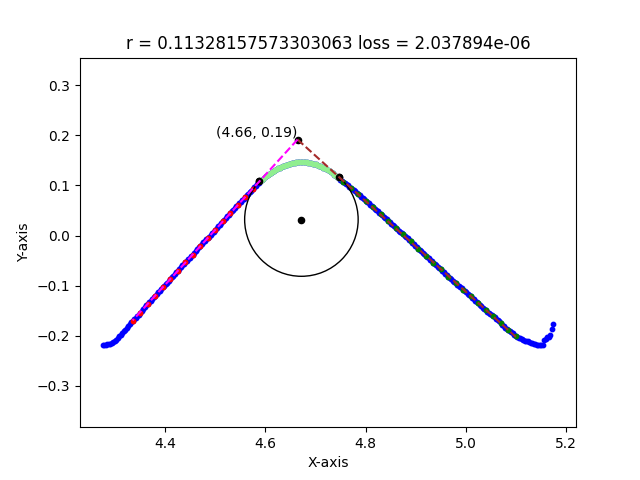 r = 0.11328157573303063 loss = 2.037894e-06
(4.66, 0.19)
0.3
0.2
0.1
0.0
−0.1
−0.2
−0.3
Y-axis
4.4 4.6 4.8 5.0 5.2
X-axis